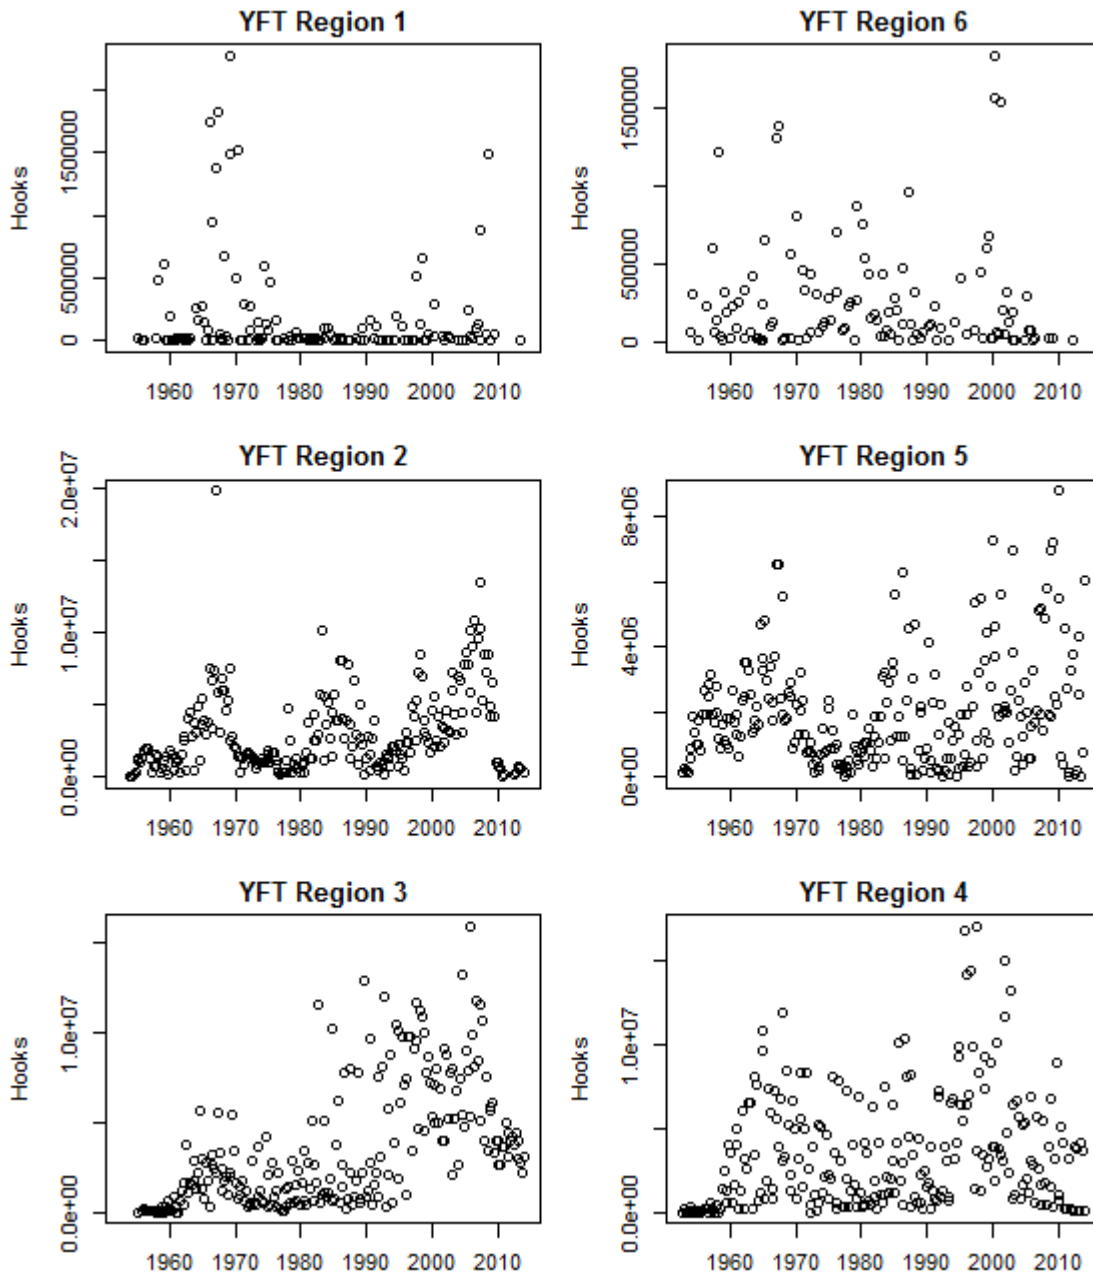 YFT Region 1
Hooks
0
500000
1500000
1960 1970 1980 1990 2000 2010
YFT Region 6
Hooks
0
500000
1500000
1960 1970 1980 1990 2000 2010
YFT Region 2
Hooks
0.0e+00
1.0e+07
2.0e+07
1960 1970 1980 1990 2000 2010
YFT Region 5
Hooks
0e+00
4e+06
8e+06
1960 1970 1980 1990 2000 2010
YFT Region 3
Hooks
0.0e+00
1.0e+07
1960 1970 1980 1990 2000 2010
YFT Region 4
Hooks
0.0e+00
1.0e+07
1960 1970 1980 1990 2000 2010